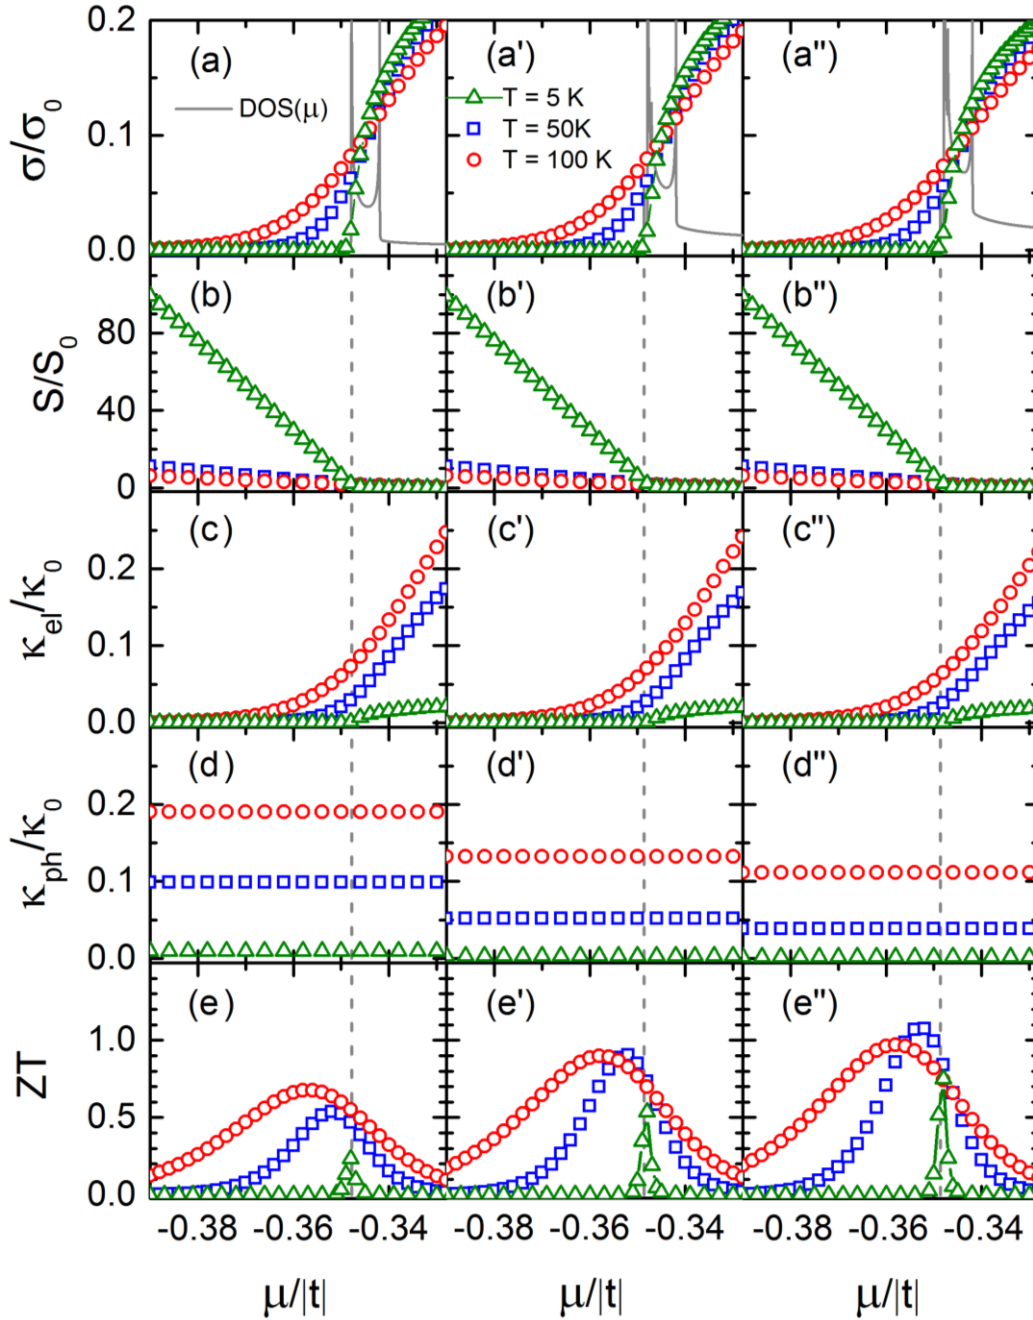 0.2
(a)
(a')
(a'')
DOS(μ)
T = 5 K
T = 50K
T = 100 K
σ/σ₀
0.1
0.0
(b)
(b')
(b'')
80
S/S₀
40
0
(c)
(c')
(c'')
0.2
κₑₗ/κ₀
0.1
0.0
(d)
(d')
(d'')
0.2
κₚₕ/κ₀
0.1
0.0
(e)
(e')
(e'')
1.0
ZT
0.5
0.0
-0.38 -0.36 -0.34 -0.38 -0.36 -0.34 -0.38 -0.36 -0.34
μ/|t| μ/|t| μ/|t|